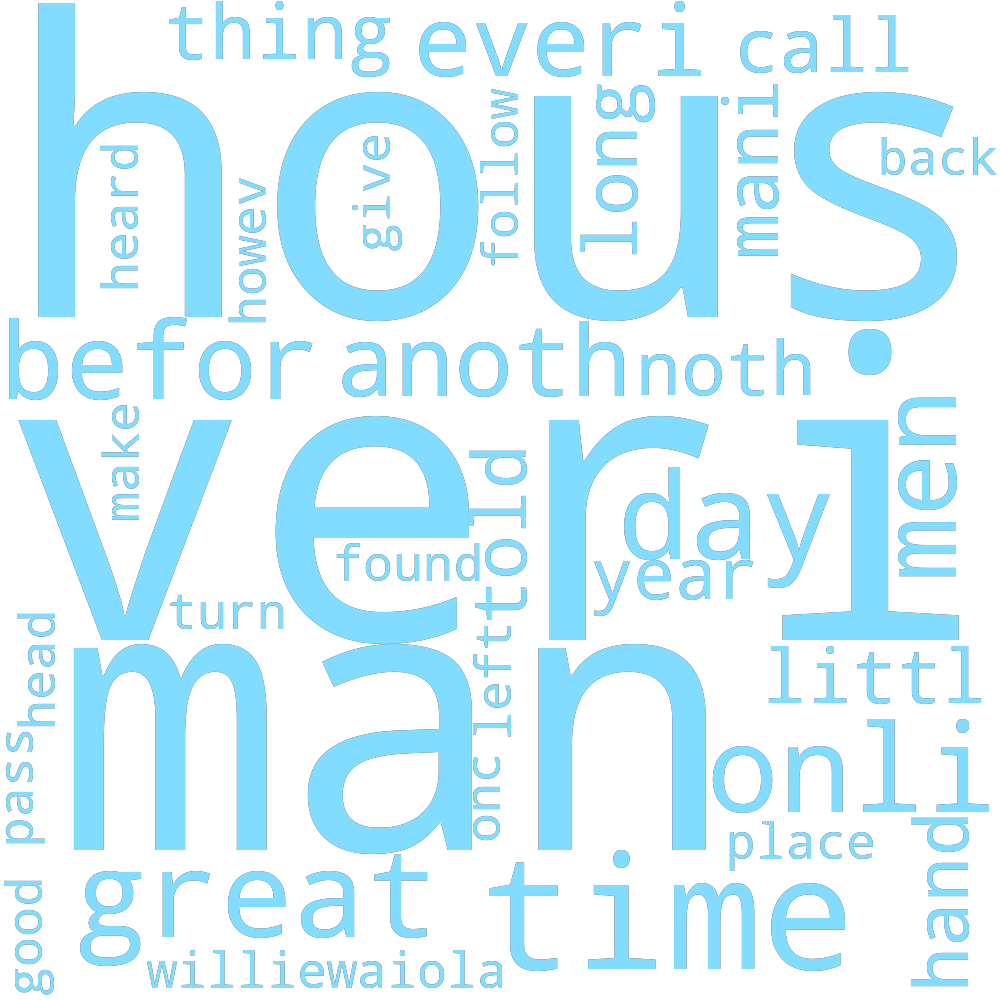 thing
everi
call
hous
long
mani
follow
give
back
heard
howev
befor
anoth
noth
veri
make
men
told
day
found
year
turn
head
left
man
littl
onli
pass
onc
place
hand
great
time
good
williewaiola